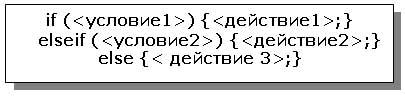 if (<условие1>) {<действие1>;}
elseif (<условие2>) {<действие2>;}
else {< действие 3>;}